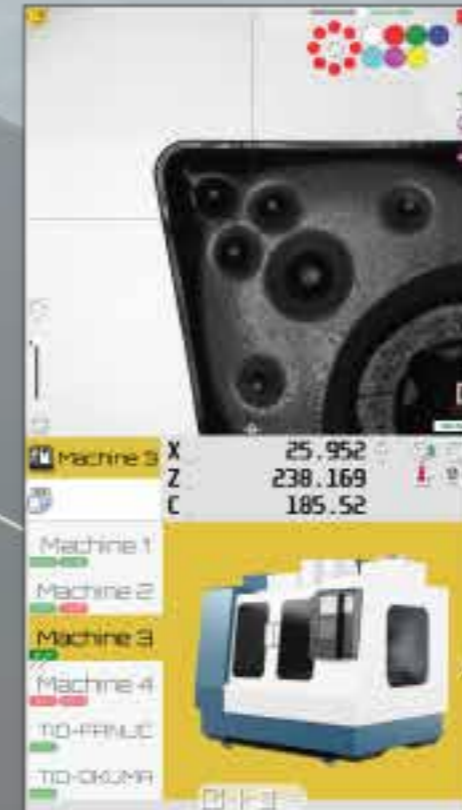 Machine 3
X 25.952
Z 238.169
C 185.52
Machine 1
Machine 2
Machine 3
Machine 4
TID-FANUC
TID-OKUMA